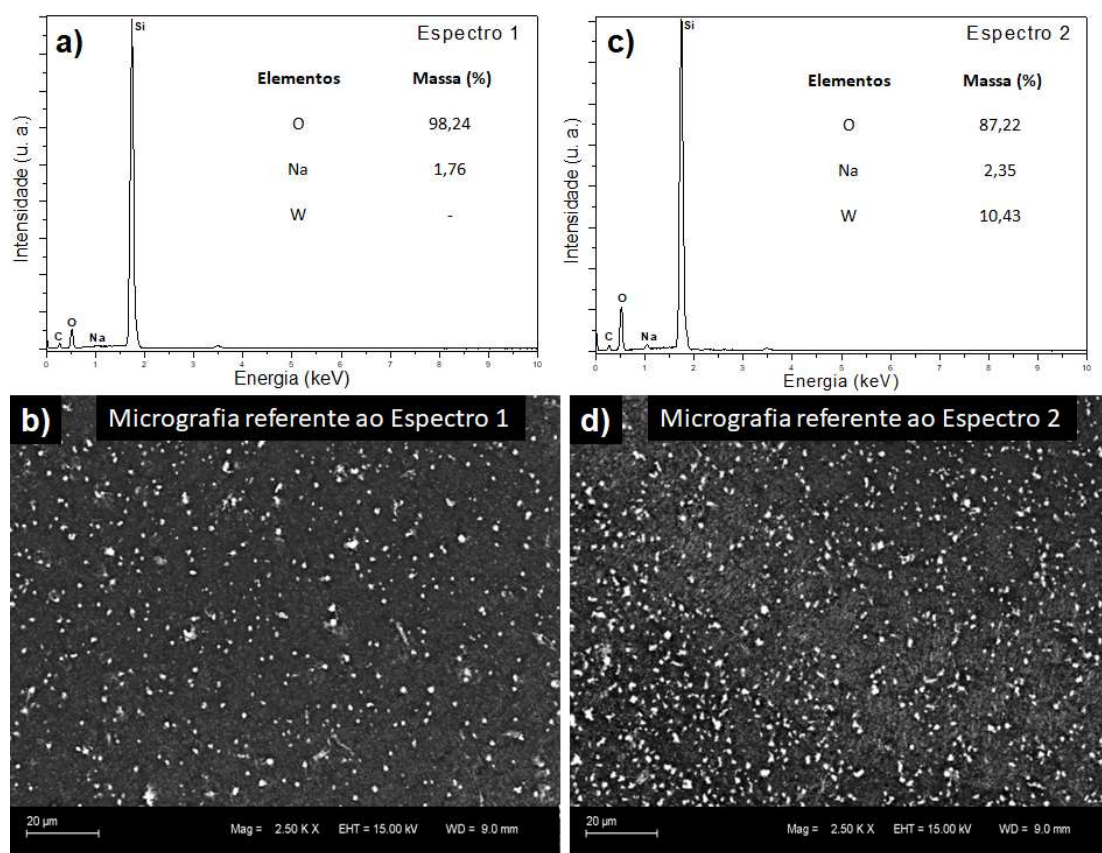 a)
Espectro 1
Si
Elementos Massa (%)
O 98,24
Na 1,76
W -
C
O
Na
Intensidade (u. a.)
0 1 2 3 4 5 6 7 8 9 10
Energia (keV)
c)
Espectro 2
Si
Elementos Massa (%)
O 87,22
Na 2,35
W 10,43
C
O
Na
Intensidade (u. a.)
0 1 2 3 4 5 6 7 8 9 10
Energia (keV)
b) Micrografia referente ao Espectro 1
20 µm
Mag = 2.50 K X EHT = 15.00 kV WD = 9.0 mm
d) Micrografia referente ao Espectro 2
20 µm
Mag = 2.50 K X EHT = 15.00 kV WD = 9.0 mm